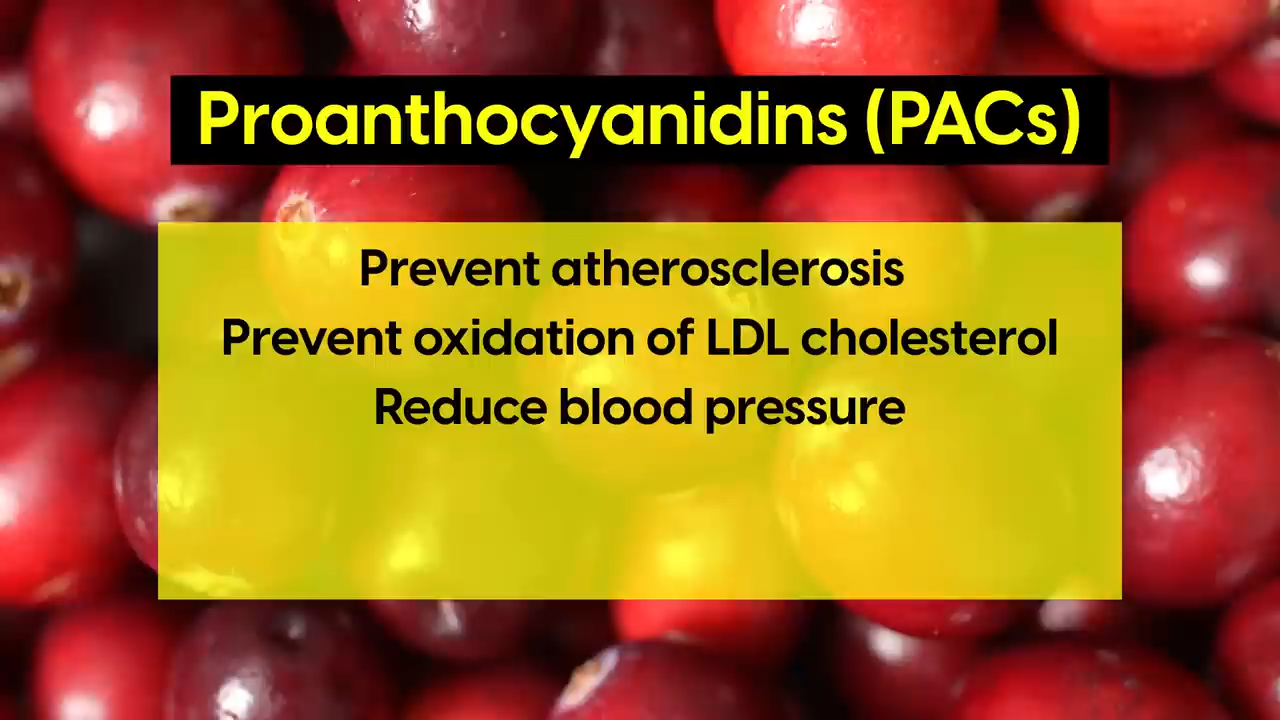 Proanthocyanidins (PACs)
Prevent atherosclerosis
Prevent oxidation of LDL cholesterol
Reduce blood pressure